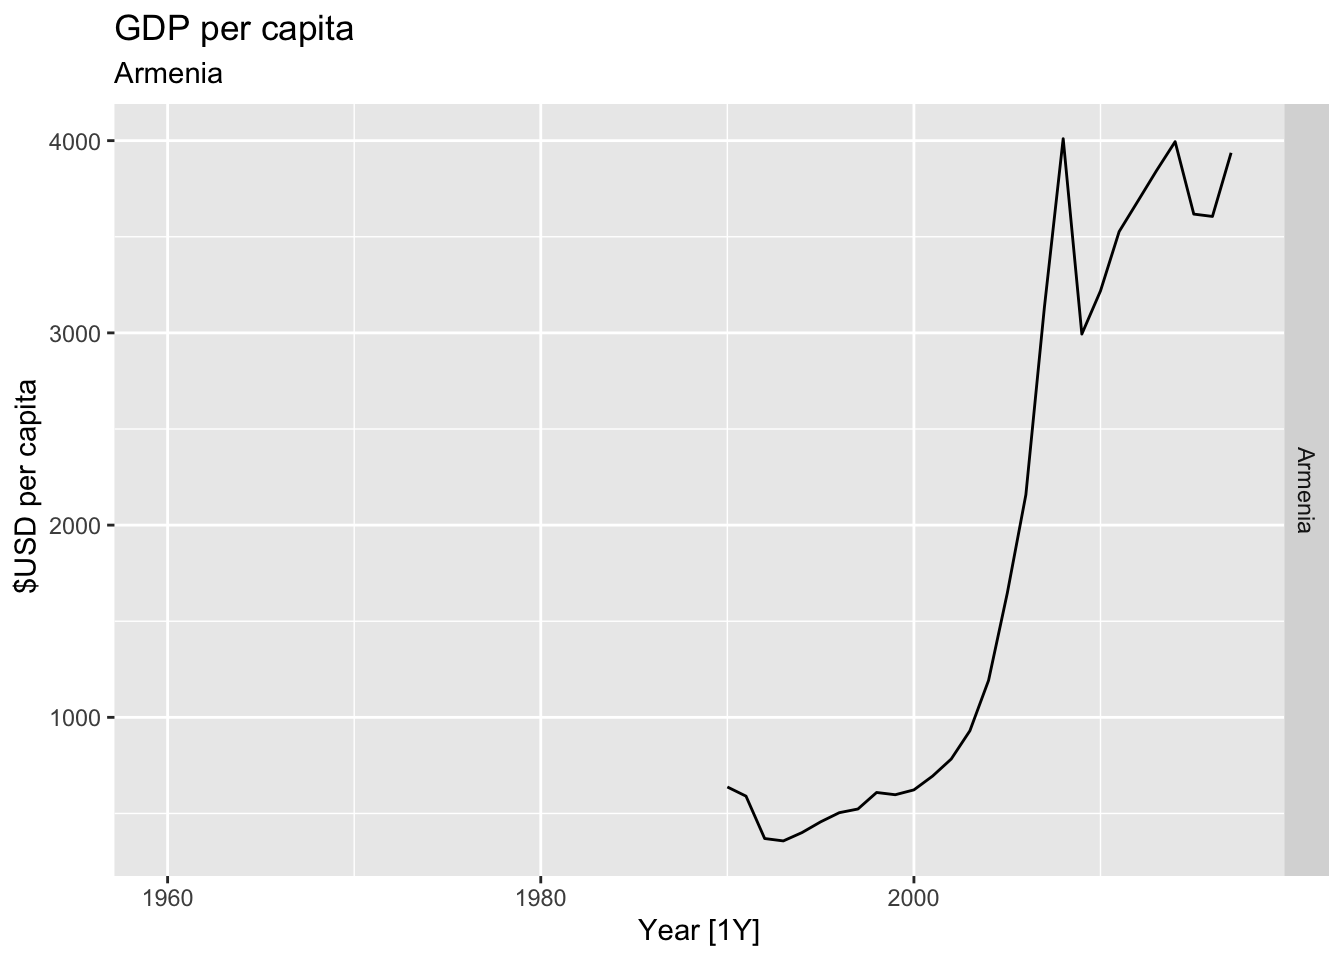 GDP per capita
Armenia
4000
3000
2000
1000
$USD per capita
Armenia
1960
1980
2000
Year [1Y]